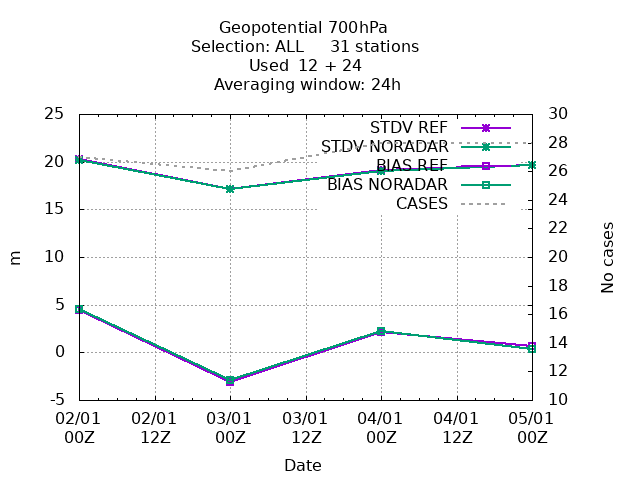 Geopotential 700hPa
Selection: ALL     31 stations
Used  12 + 24
Averaging window: 24h
25
20
15
10
5
0
-5
m
30
28
26
24
22
20
18
16
14
12
10
No cases
STDV REF
STDV NORADAR
BIAS REF
BIAS NORADAR
CASES
02/01 02/01 03/01 03/01 04/01 04/01 05/01
00Z 12Z 00Z 12Z 00Z 12Z 00Z
Date